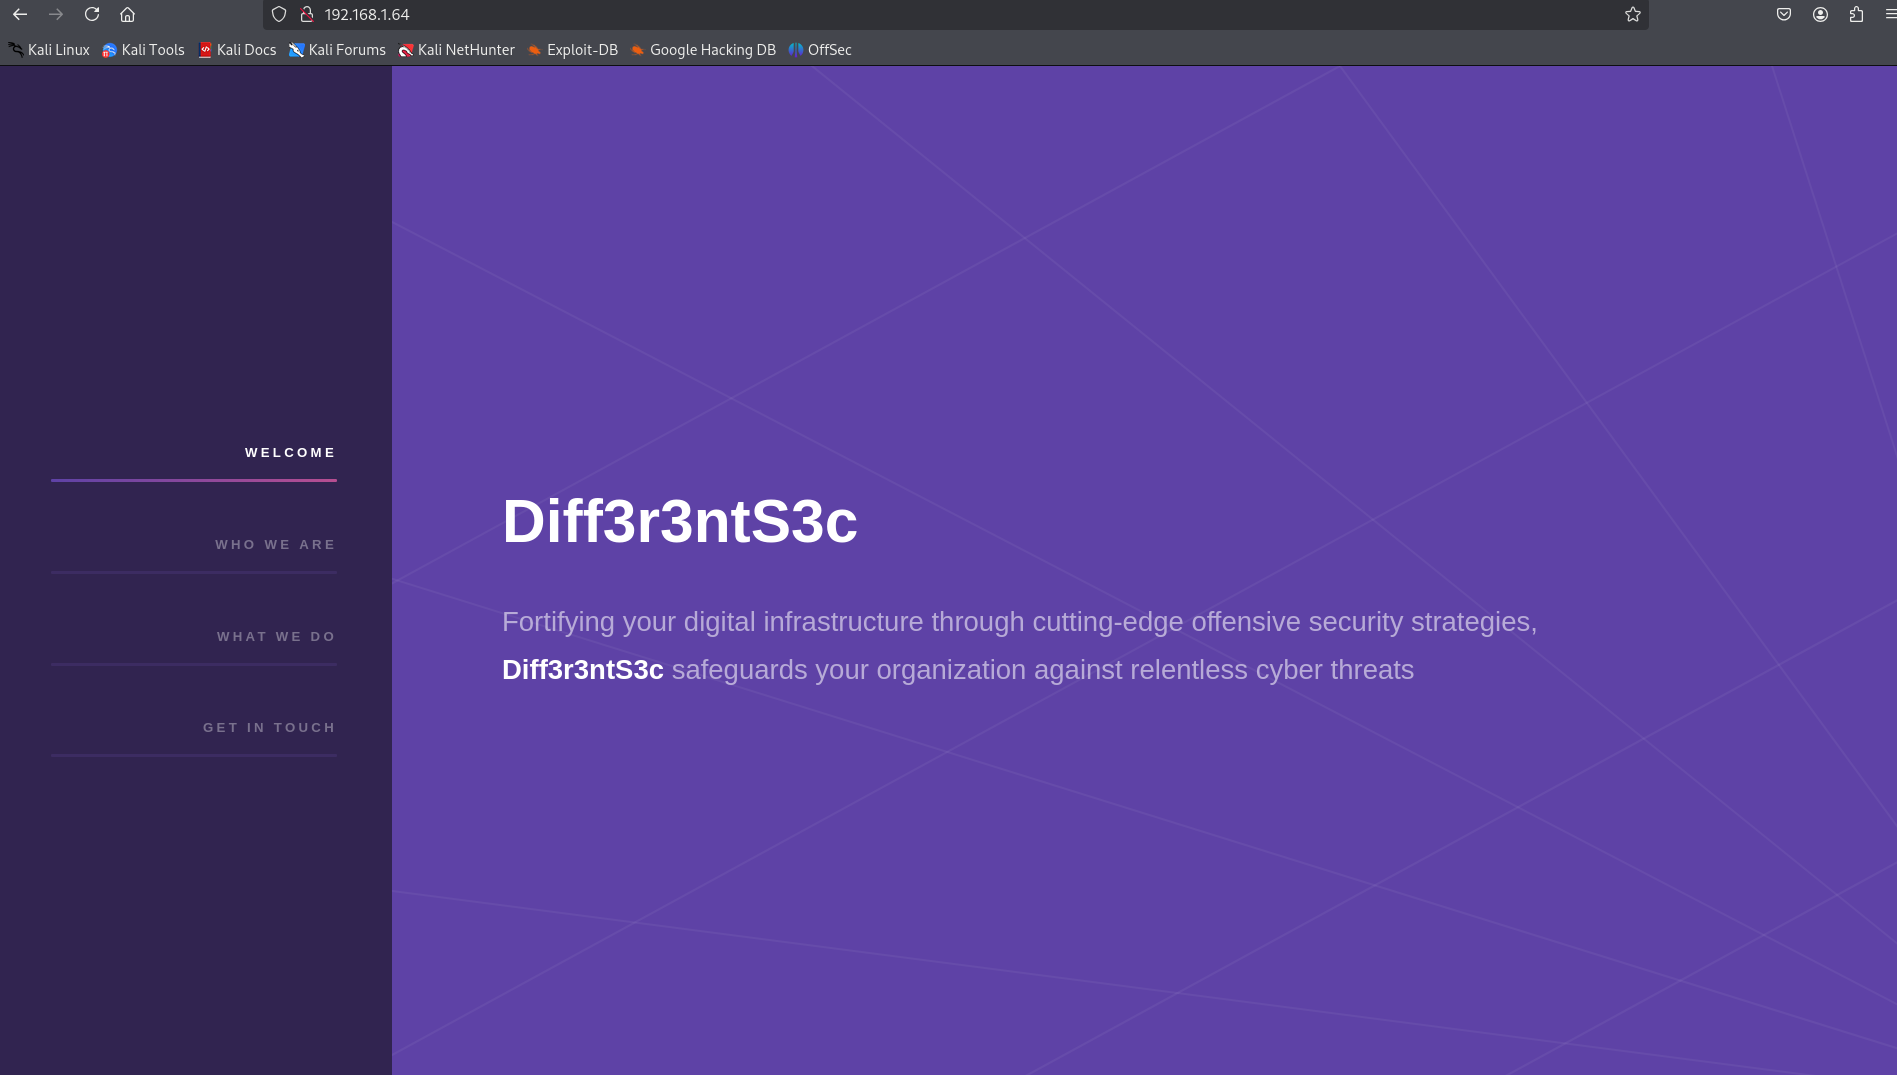 192.168.1.64
Kali Linux Kali Tools Kali Docs Kali Forums Kali NetHunter Exploit-DB Google Hacking DB OffSec
WELCOME
WHO WE ARE
WHAT WE DO
GET IN TOUCH
Diff3r3ntS3c
Fortifying your digital infrastructure through cutting-edge offensive security strategies,
Diff3r3ntS3c safeguards your organization against relentless cyber threats